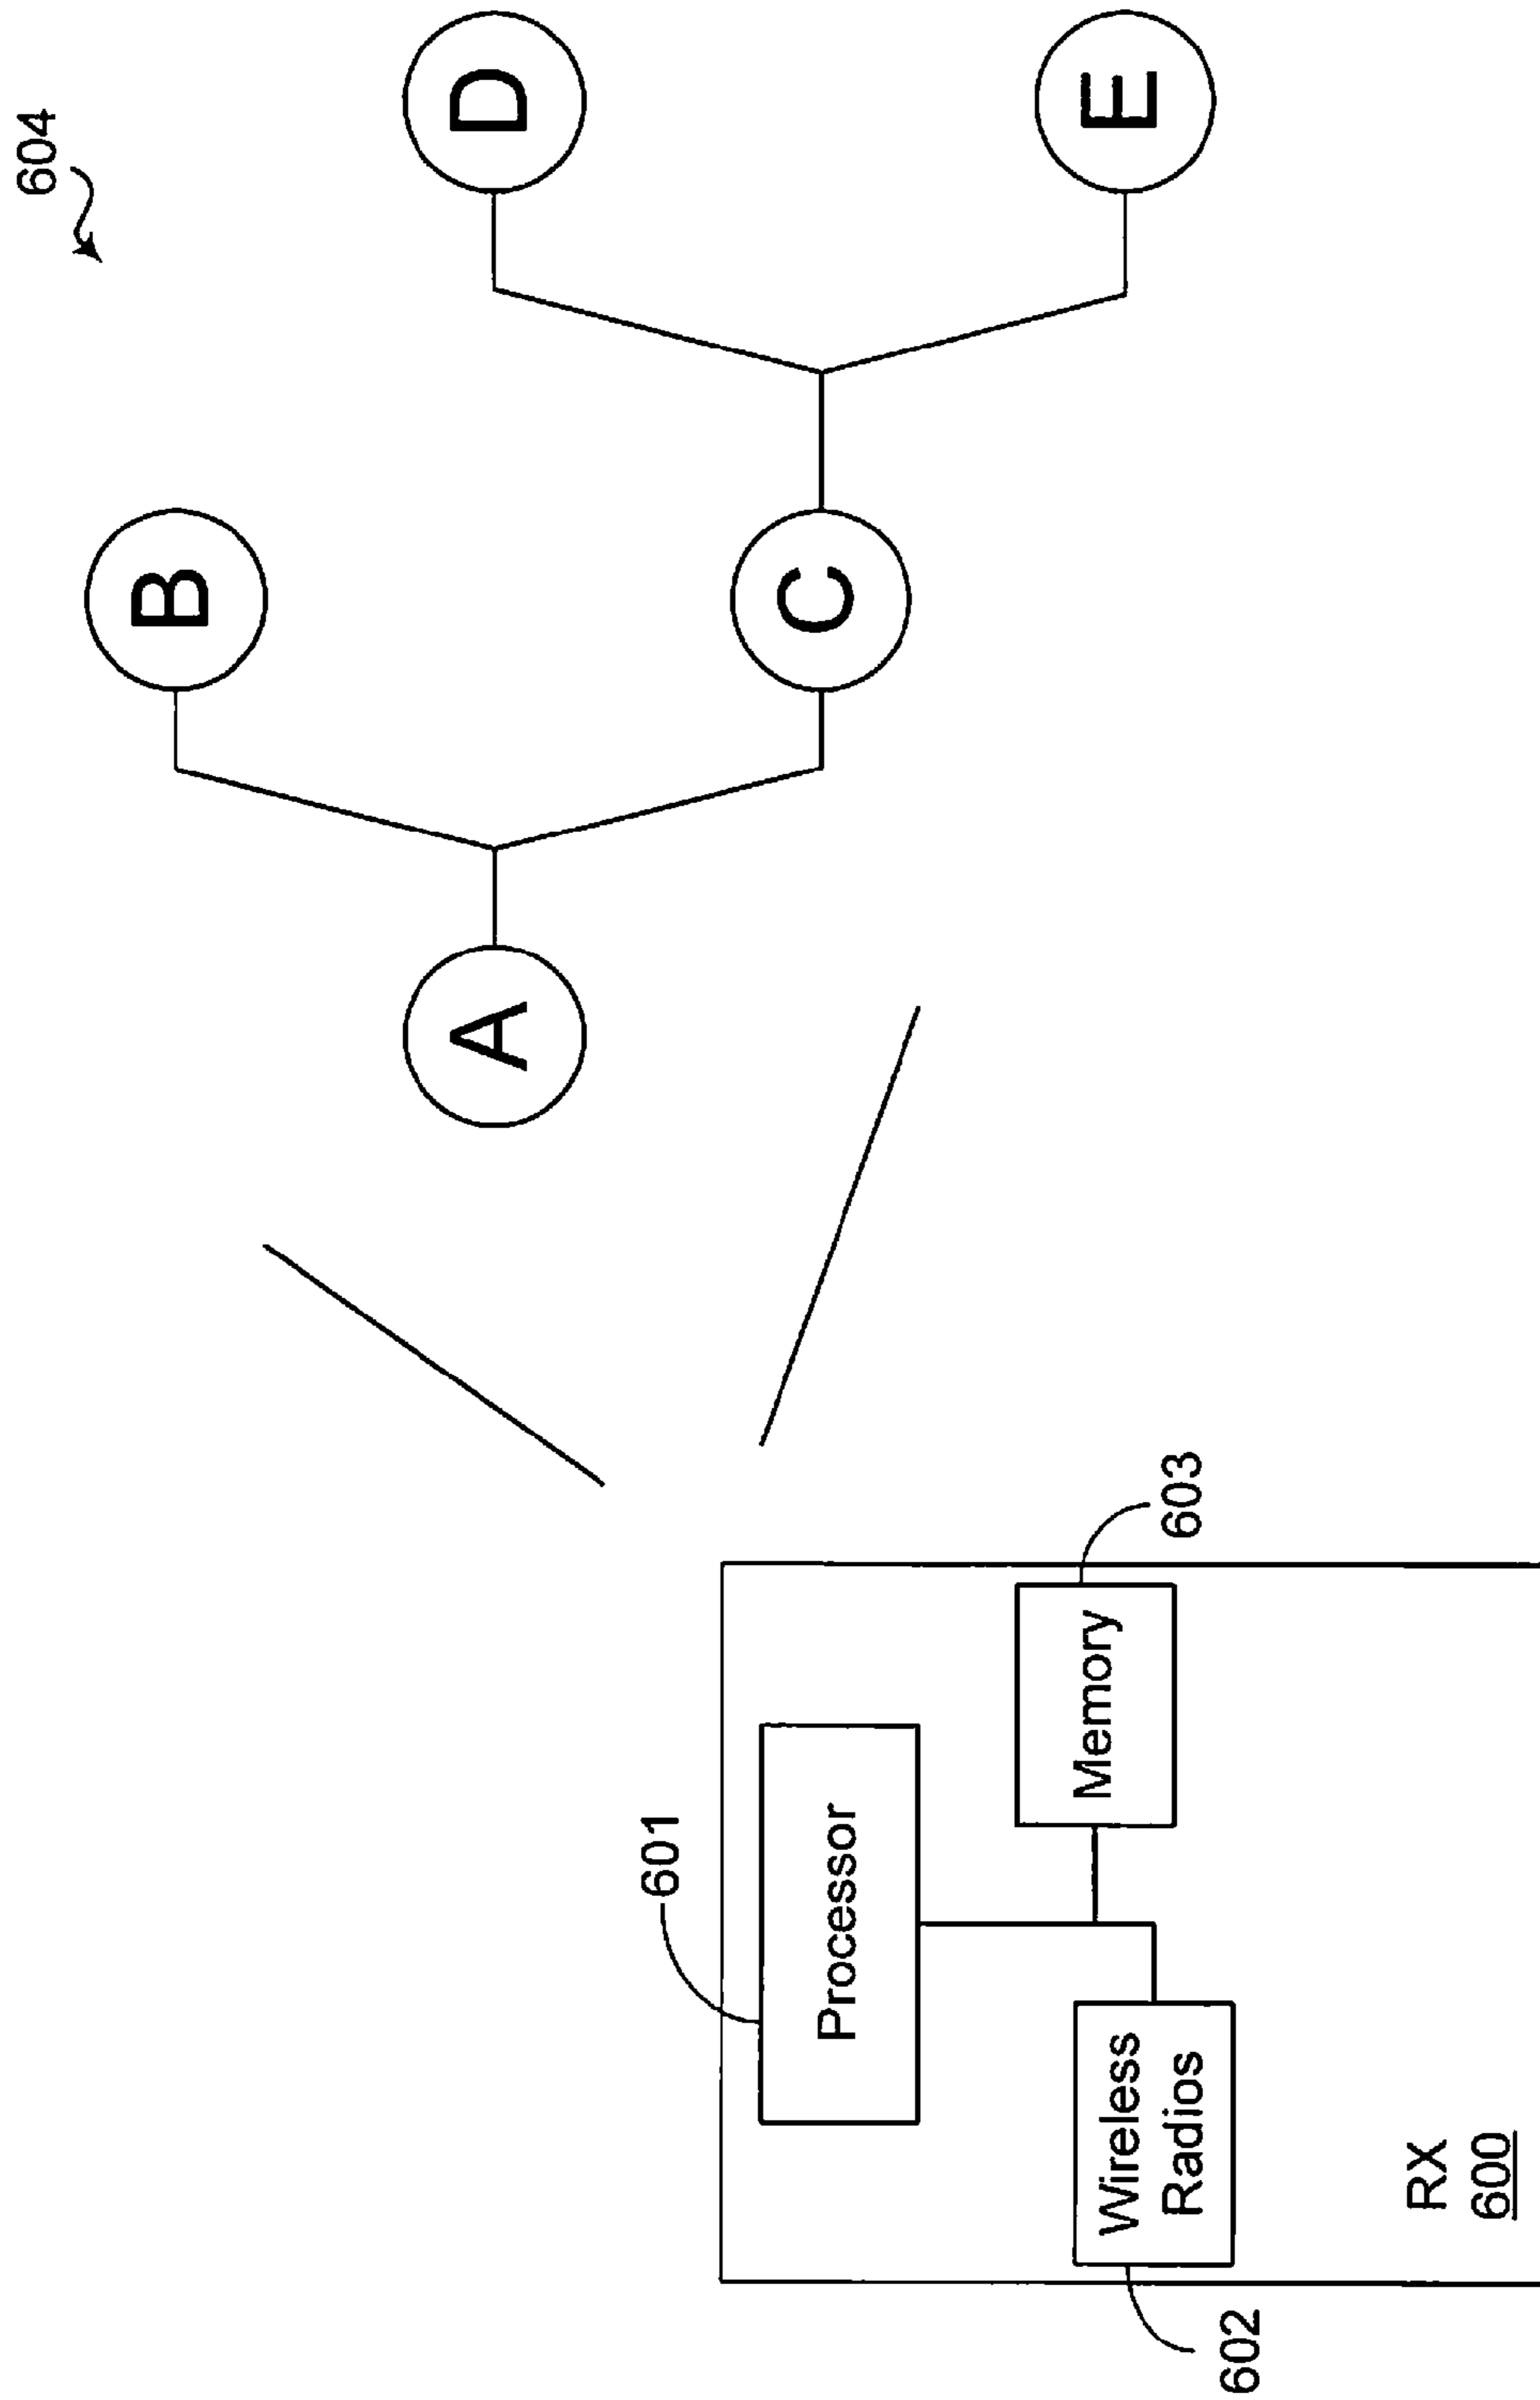 604
B
D
A
C
E
601
Processor
603
Memory
Wireless
Radios
602
RX
600